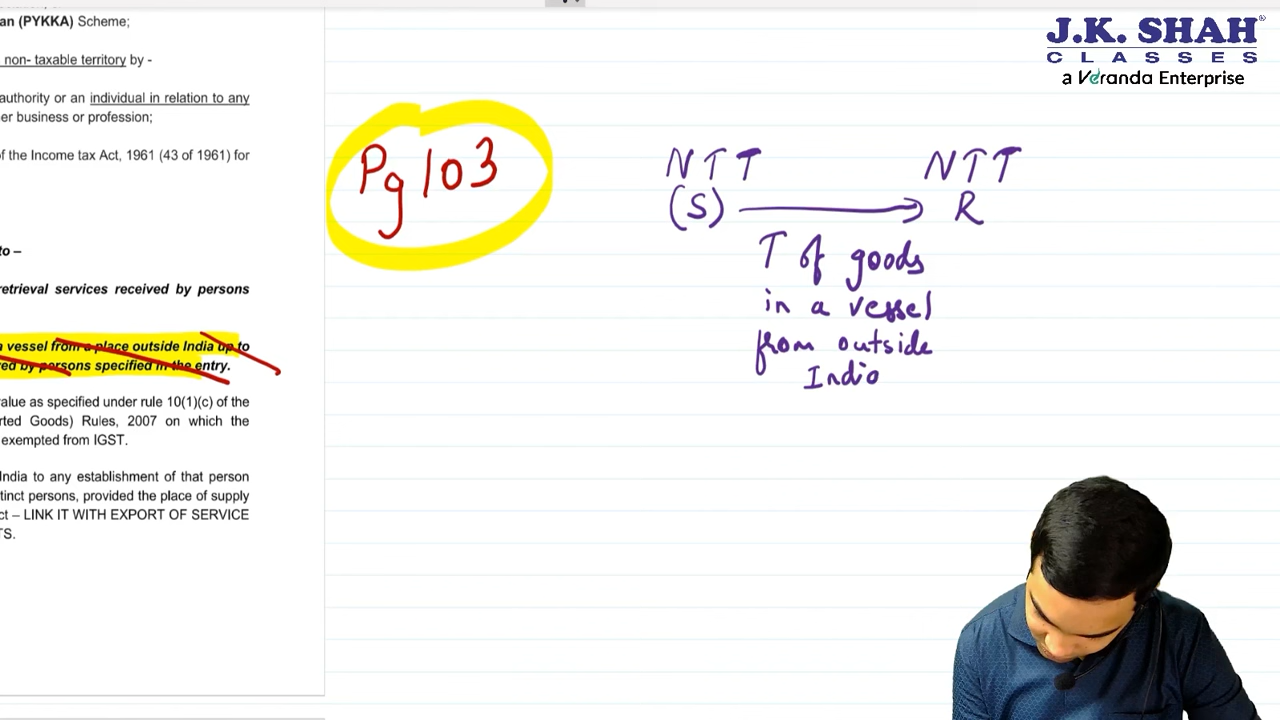 an (PYKKA) Scheme;
non- taxable territory by -
authority or an individual in relation to any
er business or profession;
of the Income tax Act, 1961 (43 of 1961) for
to –
retrieval services received by persons
a vessel from a place outside India up to
ed by persons specified in the entry.
value as specified under rule 10(1)(c) of the
rted Goods) Rules, 2007 on which the
exempted from IGST.
India to any establishment of that person
tinct persons, provided the place of supply
ct – LINK IT WITH EXPORT OF SERVICE
TS.
Pg 103
NTT NTT
(S) R
T of goods
in a vessel
from outside
India
J.K. SHAH®
CLASSES
a Veranda Enterprise